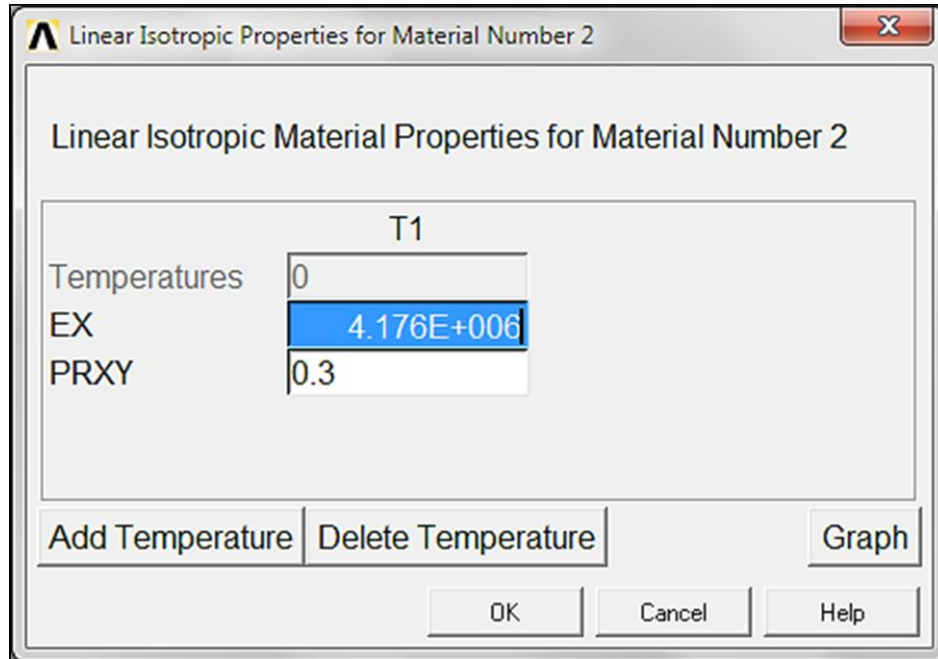 Linear Isotropic Properties for Material Number 2
Linear Isotropic Material Properties for Material Number 2
T1
Temperatures 0
EX 4.176E+006
PRXY 0.3
Add Temperature Delete Temperature Graph
OK Cancel Help